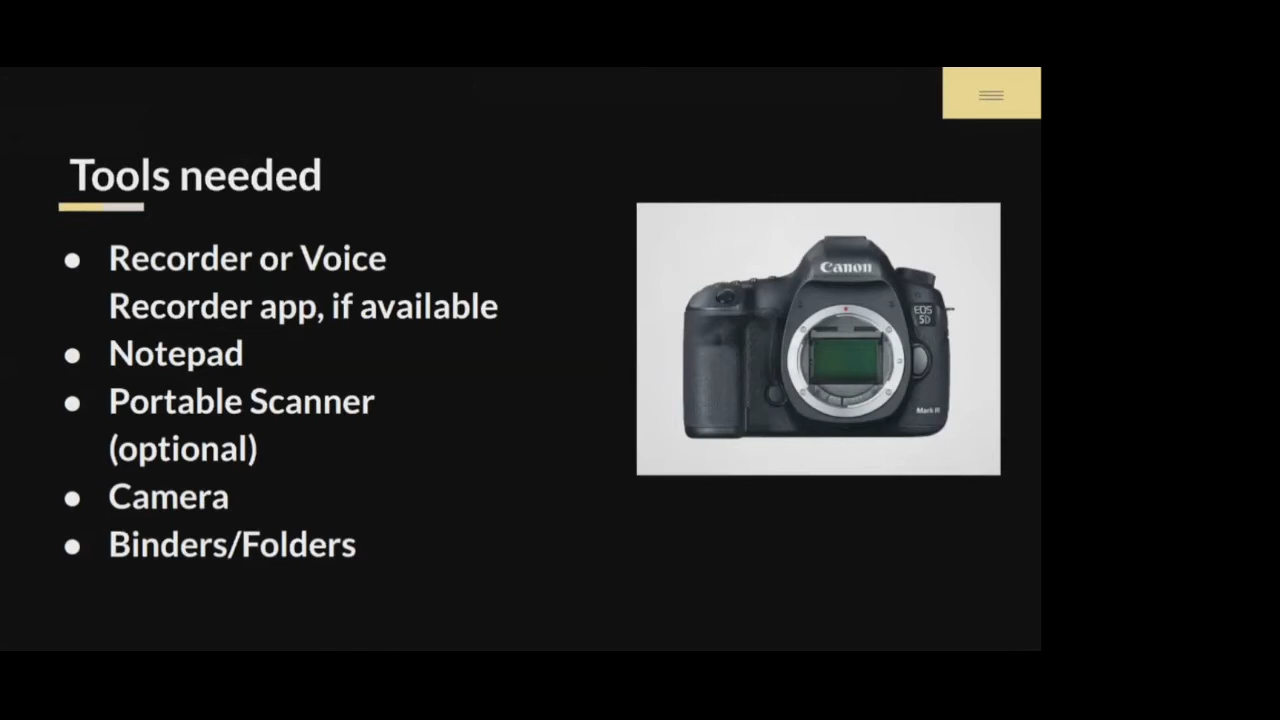 Tools needed
● Recorder or Voice
Recorder app, if available
● Notepad
● Portable Scanner
(optional)
● Camera
● Binders/Folders
Canon
EOS
5D
Mark III